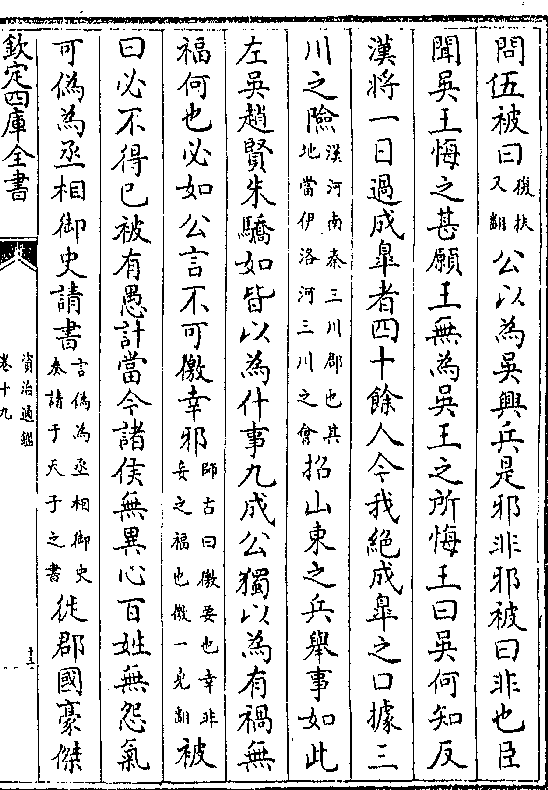 問伍被曰被扶又翻公以為吳興兵是邪非邪被曰非也臣
聞吳王悔之甚願王無為吳王之所悔王曰吳何知反
漢將一日過成臯者四十餘人今我絶成臯之口據三
川之險漢河南秦三川郡也其地當伊洛河三川之會招山東之兵舉事如此
左吳趙賢朱驕如皆以為什事九成公獨以為有禍無
福何也必如公言不可儌幸邪師古曰儌要也幸非妄之福也儌一堯翻被
曰必不得已被有愚計當今諸侯無異心百姓無怨氣
可偽為丞相御史請書言偽為丞相御史奏請于天子之書徙郡國豪傑
欽定四庫全書
資治通鑑
卷十九